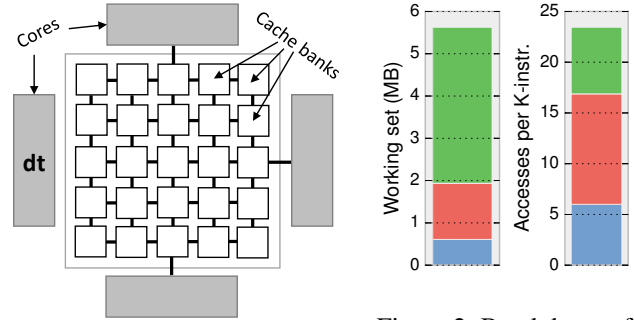 Cores
Cache banks
dt
Working set (MB)
6
5
4
3
2
1
0
Accesses per K-instr.
25
20
15
10
5
0
Figure 2: Breakdown of